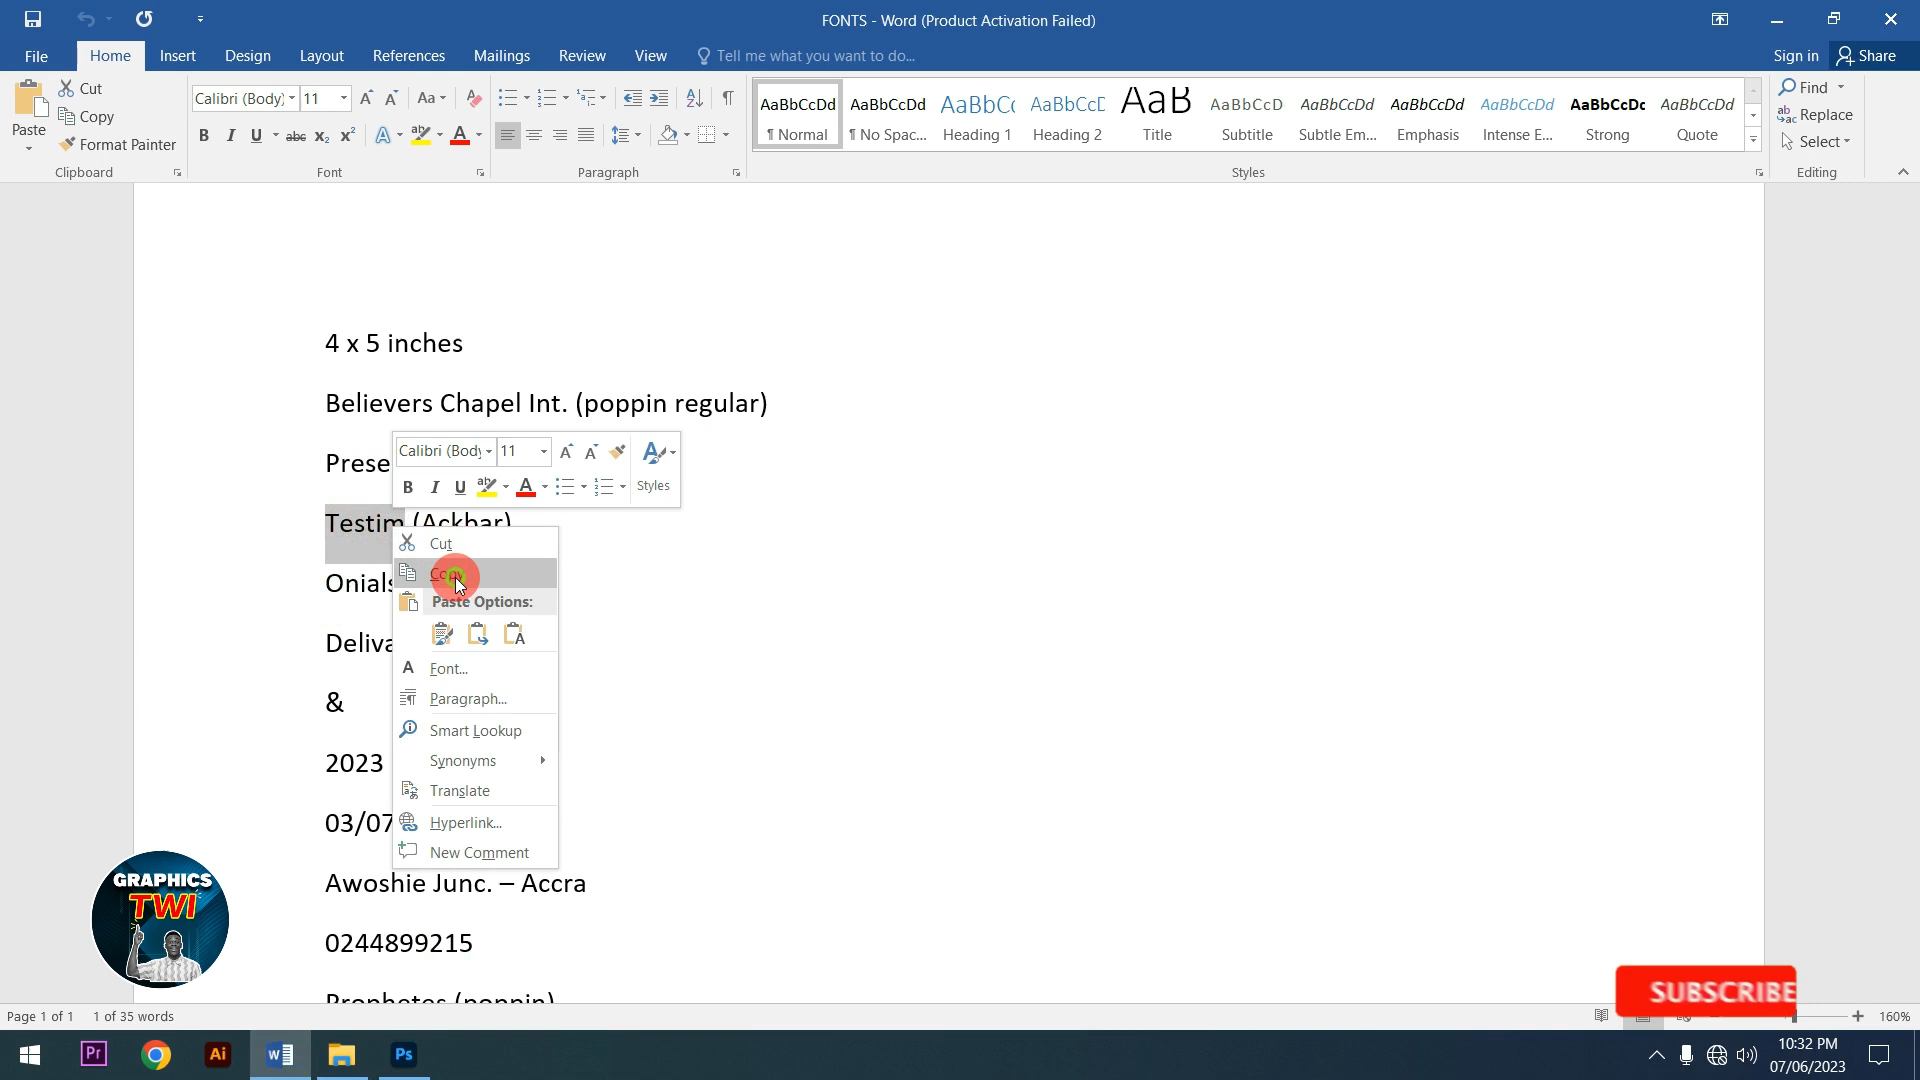 FONTS - Word (Product Activation Failed)
File Home Insert Design Layout References Mailings Review View Tell me what you want to do... Sign in Share
Paste
Cut
Copy
Format Painter
Clipboard
Calibri (Body) 11
Font
Paragraph
AaBbCcDd AaBbCcDd AaBbC AaBbCcD AaB AaBbCcD AaBbCcDd AaBbCcDd AaBbCcDd AaBbCcDc AaBbCcDd
¶ Normal ¶ No Spac... Heading 1 Heading 2 Title Subtitle Subtle Em... Emphasis Intense E... Strong Quote
Styles
Find
Replace
Select
Editing
4 x 5 inches
Believers Chapel Int. (poppin regular)
Prese
Calibri (Body 11
Styles
Testim (Ackbar)
Cut
Copy
Paste Options:
Font...
Paragraph...
Smart Lookup
Synonyms
Translate
Hyperlink...
New Comment
Onials
Deliva
&
2023
03/07
Awoshie Junc. – Accra
0244899215
Prophetes (poppin)
GRAPHICS
TWI
SUBSCRIBE
Page 1 of 1 1 of 35 words
160%
Pr Ai W Ps
10:32 PM
07/06/2023